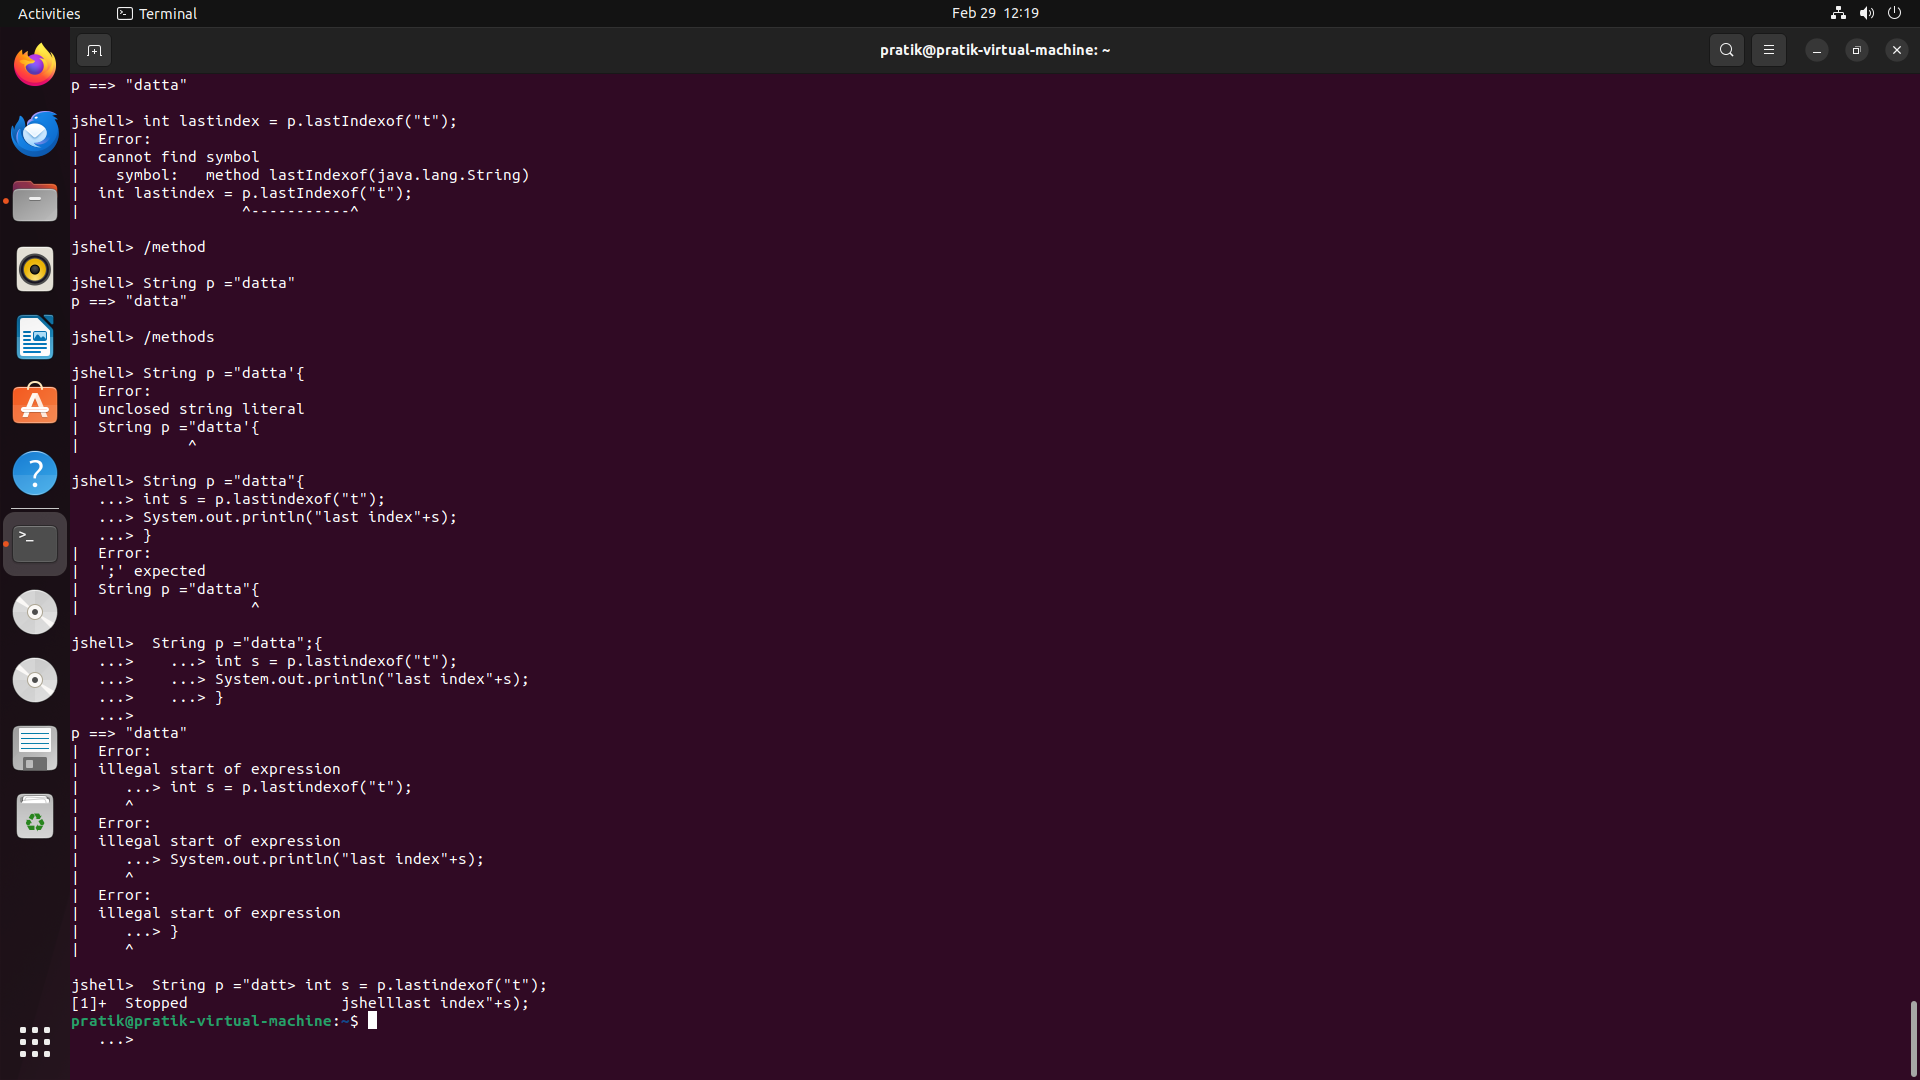 Activities Terminal Feb 29 12:19
pratik@pratik-virtual-machine: ~
p ==> "datta"
jshell> int lastindex = p.lastIndexof("t");
|  Error:
|  cannot find symbol
|    symbol:   method lastIndexof(java.lang.String)
|  int lastindex = p.lastIndexof("t");
|                  ^-----------^
jshell> /method
jshell> String p ="datta"
p ==> "datta"
jshell> /methods
jshell> String p ="datta'{
|  Error:
|  unclosed string literal
|  String p ="datta'{
|            ^
jshell> String p ="datta"{
   ...> int s = p.lastindexof("t");
   ...> System.out.println("last index"+s);
   ...> }
|  Error:
|  ';' expected
|  String p ="datta"{
|                   ^
jshell>  String p ="datta";{
   ...>    ...> int s = p.lastindexof("t");
   ...>    ...> System.out.println("last index"+s);
   ...>    ...> }
   ...>
p ==> "datta"
|  Error:
|  illegal start of expression
|     ...> int s = p.lastindexof("t");
|     ^
|  Error:
|  illegal start of expression
|     ...> System.out.println("last index"+s);
|     ^
|  Error:
|  illegal start of expression
|     ...> }
|     ^
jshell>  String p ="datt> int s = p.lastindexof("t");
[1]+  Stopped                 jshelllast index"+s);
pratik@pratik-virtual-machine:~$
   ...>